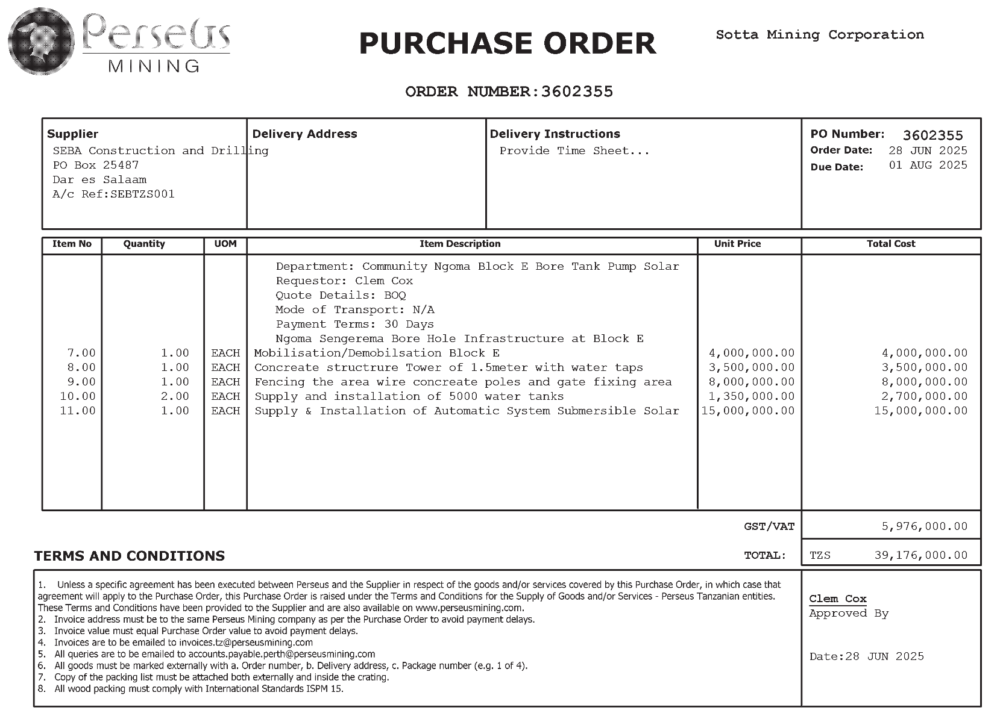 Perseus
MINING
PURCHASE ORDER
Sotta Mining Corporation
ORDER NUMBER:3602355
Supplier
SEBA Construction and Drilling
PO Box 25487
Dar es Salaam
A/c Ref:SEBTZS001
Delivery Address
Delivery Instructions
Provide Time Sheet...
PO Number: 3602355
Order Date: 28 JUN 2025
Due Date: 01 AUG 2025
Item No Quantity UOM Item Description Unit Price Total Cost
Department: Community Ngoma Block E Bore Tank Pump Solar
Requestor: Clem Cox
Quote Details: BOQ
Mode of Transport: N/A
Payment Terms: 30 Days
Ngoma Sengerema Bore Hole Infrastructure at Block E
7.00 1.00 EACH Mobilisation/Demobilsation Block E 4,000,000.00 4,000,000.00
8.00 1.00 EACH Concreate structrure Tower of 1.5meter with water taps 3,500,000.00 3,500,000.00
9.00 1.00 EACH Fencing the area wire concreate poles and gate fixing area 8,000,000.00 8,000,000.00
10.00 2.00 EACH Supply and installation of 5000 water tanks 1,350,000.00 2,700,000.00
11.00 1.00 EACH Supply & Installation of Automatic System Submersible Solar 15,000,000.00 15,000,000.00
GST/VAT 5,976,000.00
TOTAL: TZS 39,176,000.00
TERMS AND CONDITIONS
1. Unless a specific agreement has been executed between Perseus and the Supplier in respect of the goods and/or services covered by this Purchase Order, in which case that
agreement will apply to the Purchase Order, this Purchase Order is raised under the Terms and Conditions for the Supply of Goods and/or Services - Perseus Tanzanian entities.
These Terms and Conditions have been provided to the Supplier and are also available on www.perseusmining.com.
2. Invoice address must be to the same Perseus Mining company as per the Purchase Order to avoid payment delays.
3. Invoice value must equal Purchase Order value to avoid payment delays.
4. Invoices are to be emailed to invoices.tz@perseusmining.com
5. All queries are to be emailed to accounts.payable.perth@perseusmining.com
6. All goods must be marked externally with a. Order number, b. Delivery address, c. Package number (e.g. 1 of 4).
7. Copy of the packing list must be attached both externally and inside the crating.
8. All wood packing must comply with International Standards ISPM 15.
Clem Cox
Approved By
Date:28 JUN 2025